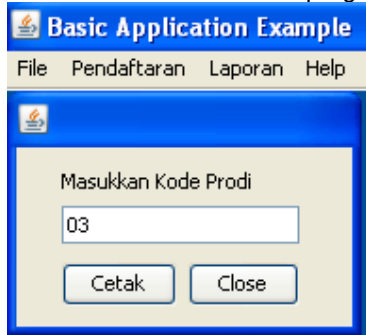 Basic Application Example
File Pendaftaran Laporan Help
Masukkan Kode Prodi
03
Cetak Close